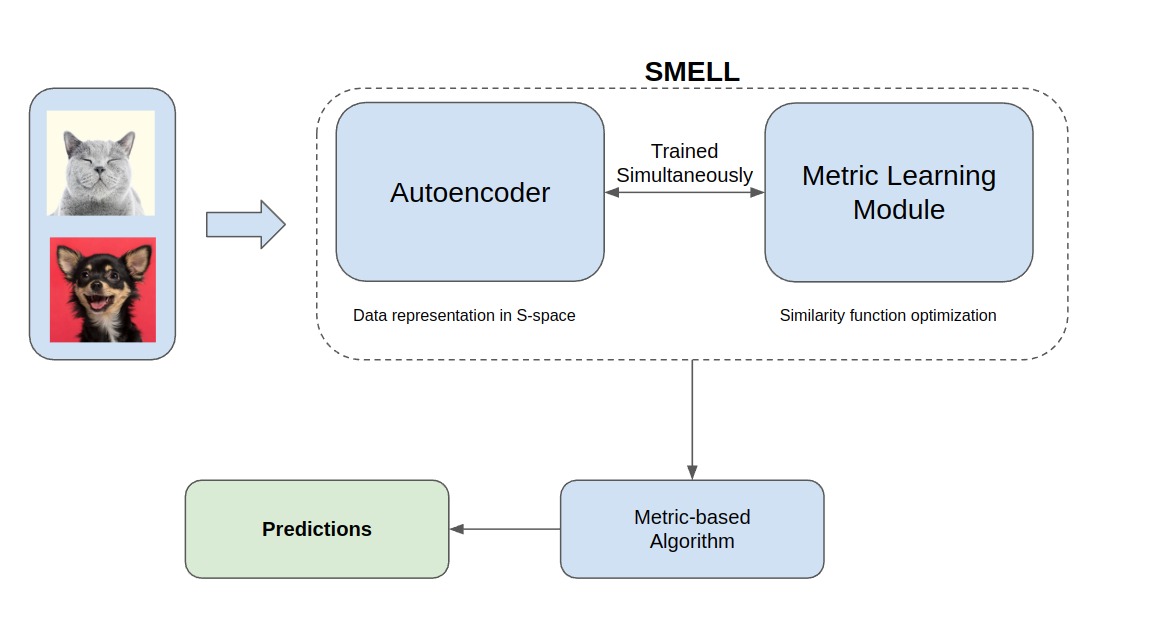 SMELL
Autoencoder
Trained
Simultaneously
Metric Learning
Module
Data representation in S-space
Similarity function optimization
Predictions
Metric-based
Algorithm